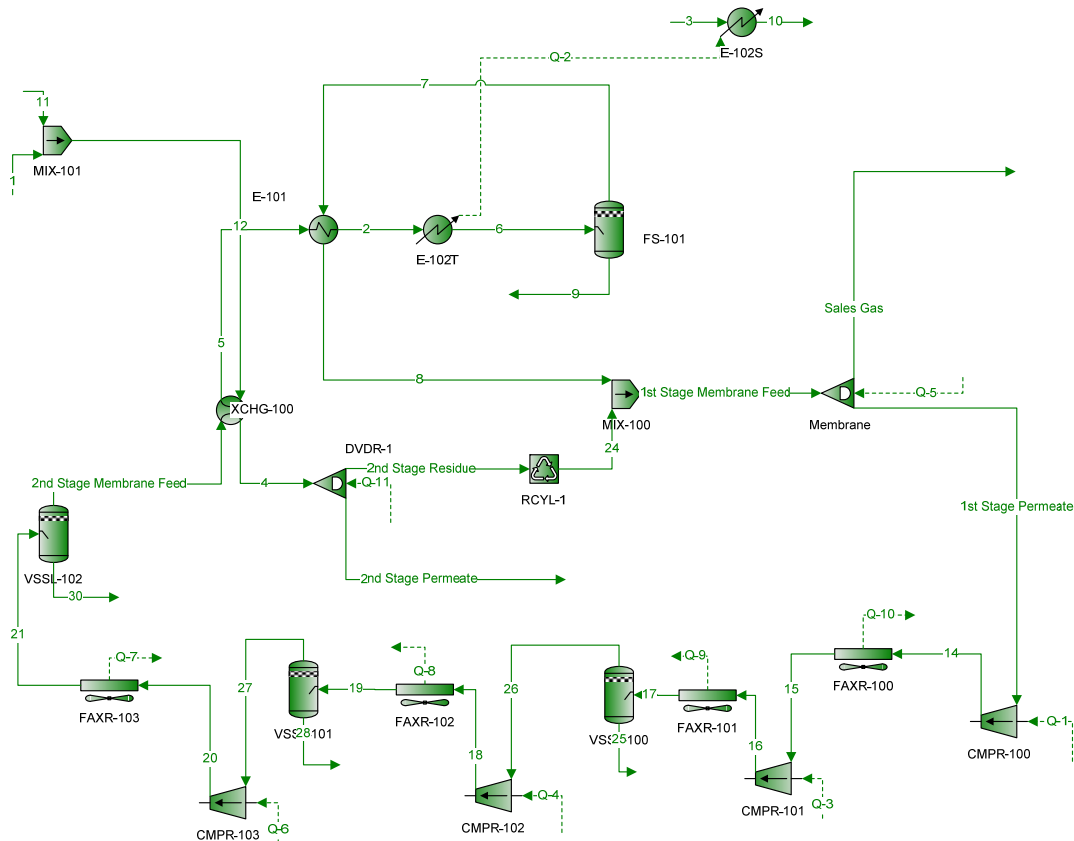 3
10
E-102S
Q-2
7
11
MIX-101
1
E-101
12
2
6
E-102T
FS-101
9
Sales Gas
5
8
1st Stage Membrane Feed
Q-5
XCHG-100
MIX-100
Membrane
DVDR-1
24
2nd Stage Residue
2nd Stage Membrane Feed
4
Q-11
RCYL-1
1st Stage Permeate
VSSL-102
2nd Stage Permeate
30
Q-10
21
14
Q-7
Q-8
Q-9
FAXR-100
27
19
26
17
15
FAXR-103
FAXR-102
FAXR-101
Q-1
28
25
16
CMPR-100
20
18
CMPR-101
Q-3
Q-4
Q-6
CMPR-103
CMPR-102